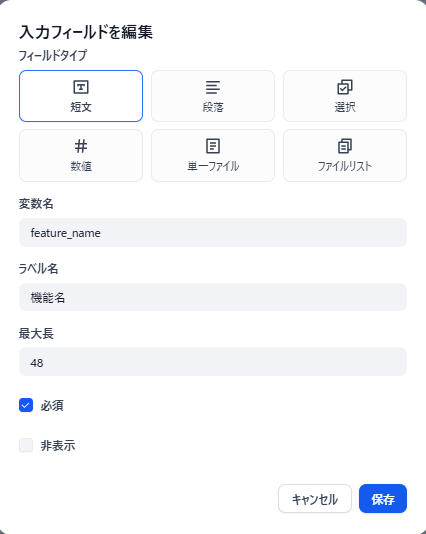 入力フィールドを編集
フィールドタイプ
短文
段落
選択
数値
単一ファイル
ファイルリスト
変数名
feature_name
ラベル名
機能名
最大長
48
必須
非表示
キャンセル
保存